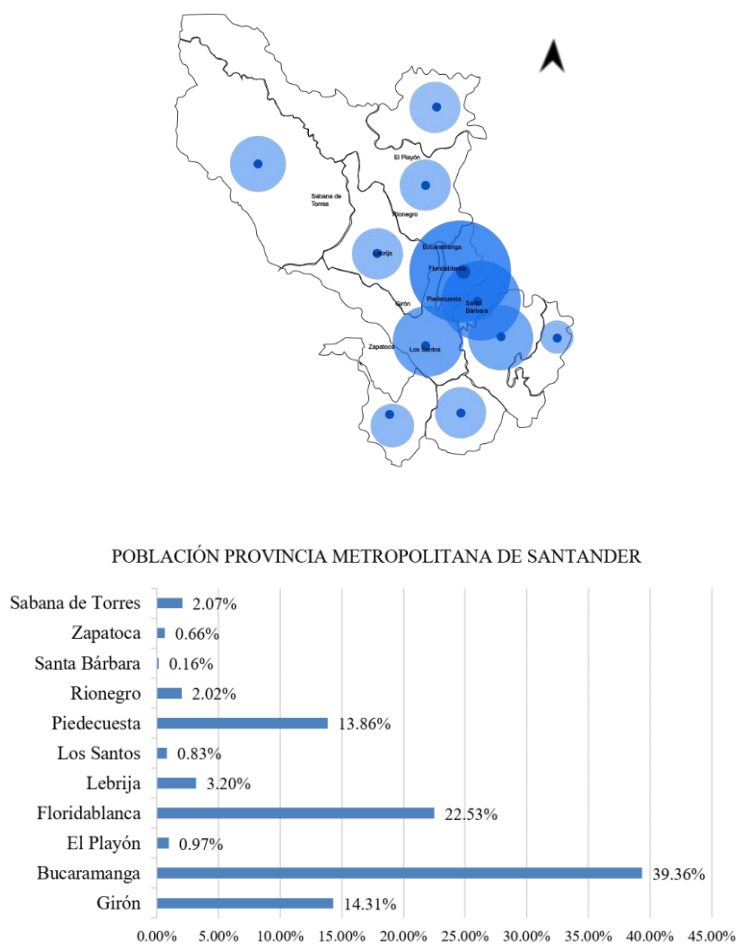 El Playón
Sabana de
Torres
Rionegro
Bucaramanga
Lebrija
Floridablanca
Piedecuesta
Santa
Bárbara
Girón
Zapatoca
Los Santos
POBLACIÓN PROVINCIA METROPOLITANA DE SANTANDER
Sabana de Torres 2.07%
Zapatoca 0.66%
Santa Bárbara 0.16%
Rionegro 2.02%
Piedecuesta 13.86%
Los Santos 0.83%
Lebrija 3.20%
Floridablanca 22.53%
El Playón 0.97%
Bucaramanga 39.36%
Girón 14.31%
0.00% 5.00% 10.00% 15.00% 20.00% 25.00% 30.00% 35.00% 40.00% 45.00%